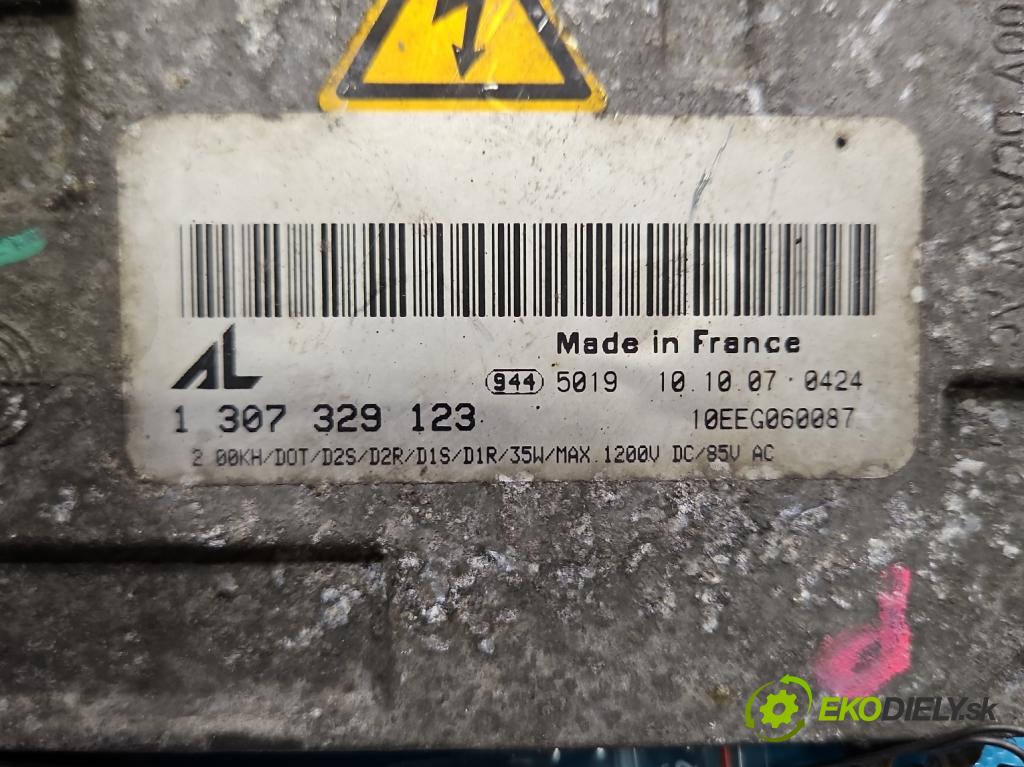 AL
Made in France
944 5019 10.10.07 · 0424
1 307 329 123
10EEG060087
2 00KH/DOT/D2S/D2R/D1S/D1R/35W/MAX.1200V DC/85V AC
EKODIELY.sk